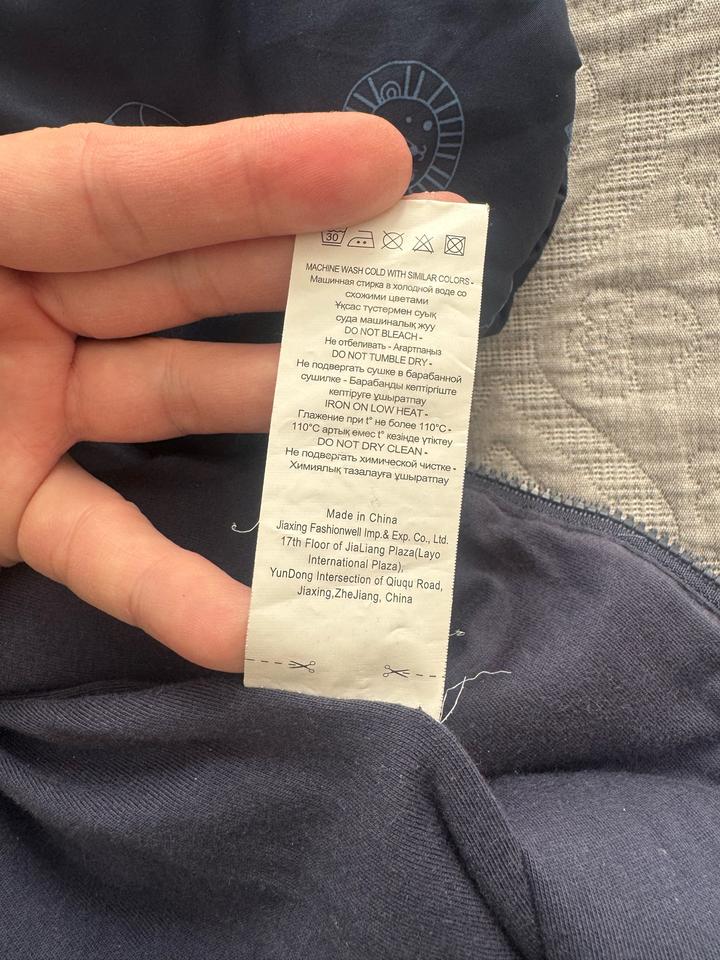 30
MACHINE WASH COLD WITH SIMILAR COLORS -
Машинная стирка в холодной воде со
схожими цветами
Ұқсас түстермен суық
суда машиналық жуу
DO NOT BLEACH -
Не отбеливать - Ағартпаңыз
DO NOT TUMBLE DRY -
Не подвергать сушке в барабанной
сушилке - Барабанды кептіргіште
кептіруге ұшыратпау
IRON ON LOW HEAT -
Глажение при t° не более 110°C -
110°C артық емес t° кезінде үтіктеу
DO NOT DRY CLEAN -
Не подвергать химической чистке -
Химиялық тазалауға ұшыратпау
Made in China
Jiaxing Fashionwell Imp.& Exp. Co., Ltd.
17th Floor of JiaLiang Plaza(Layo
International Plaza),
YunDong Intersection of Qiuqu Road,
Jiaxing,ZheJiang, China